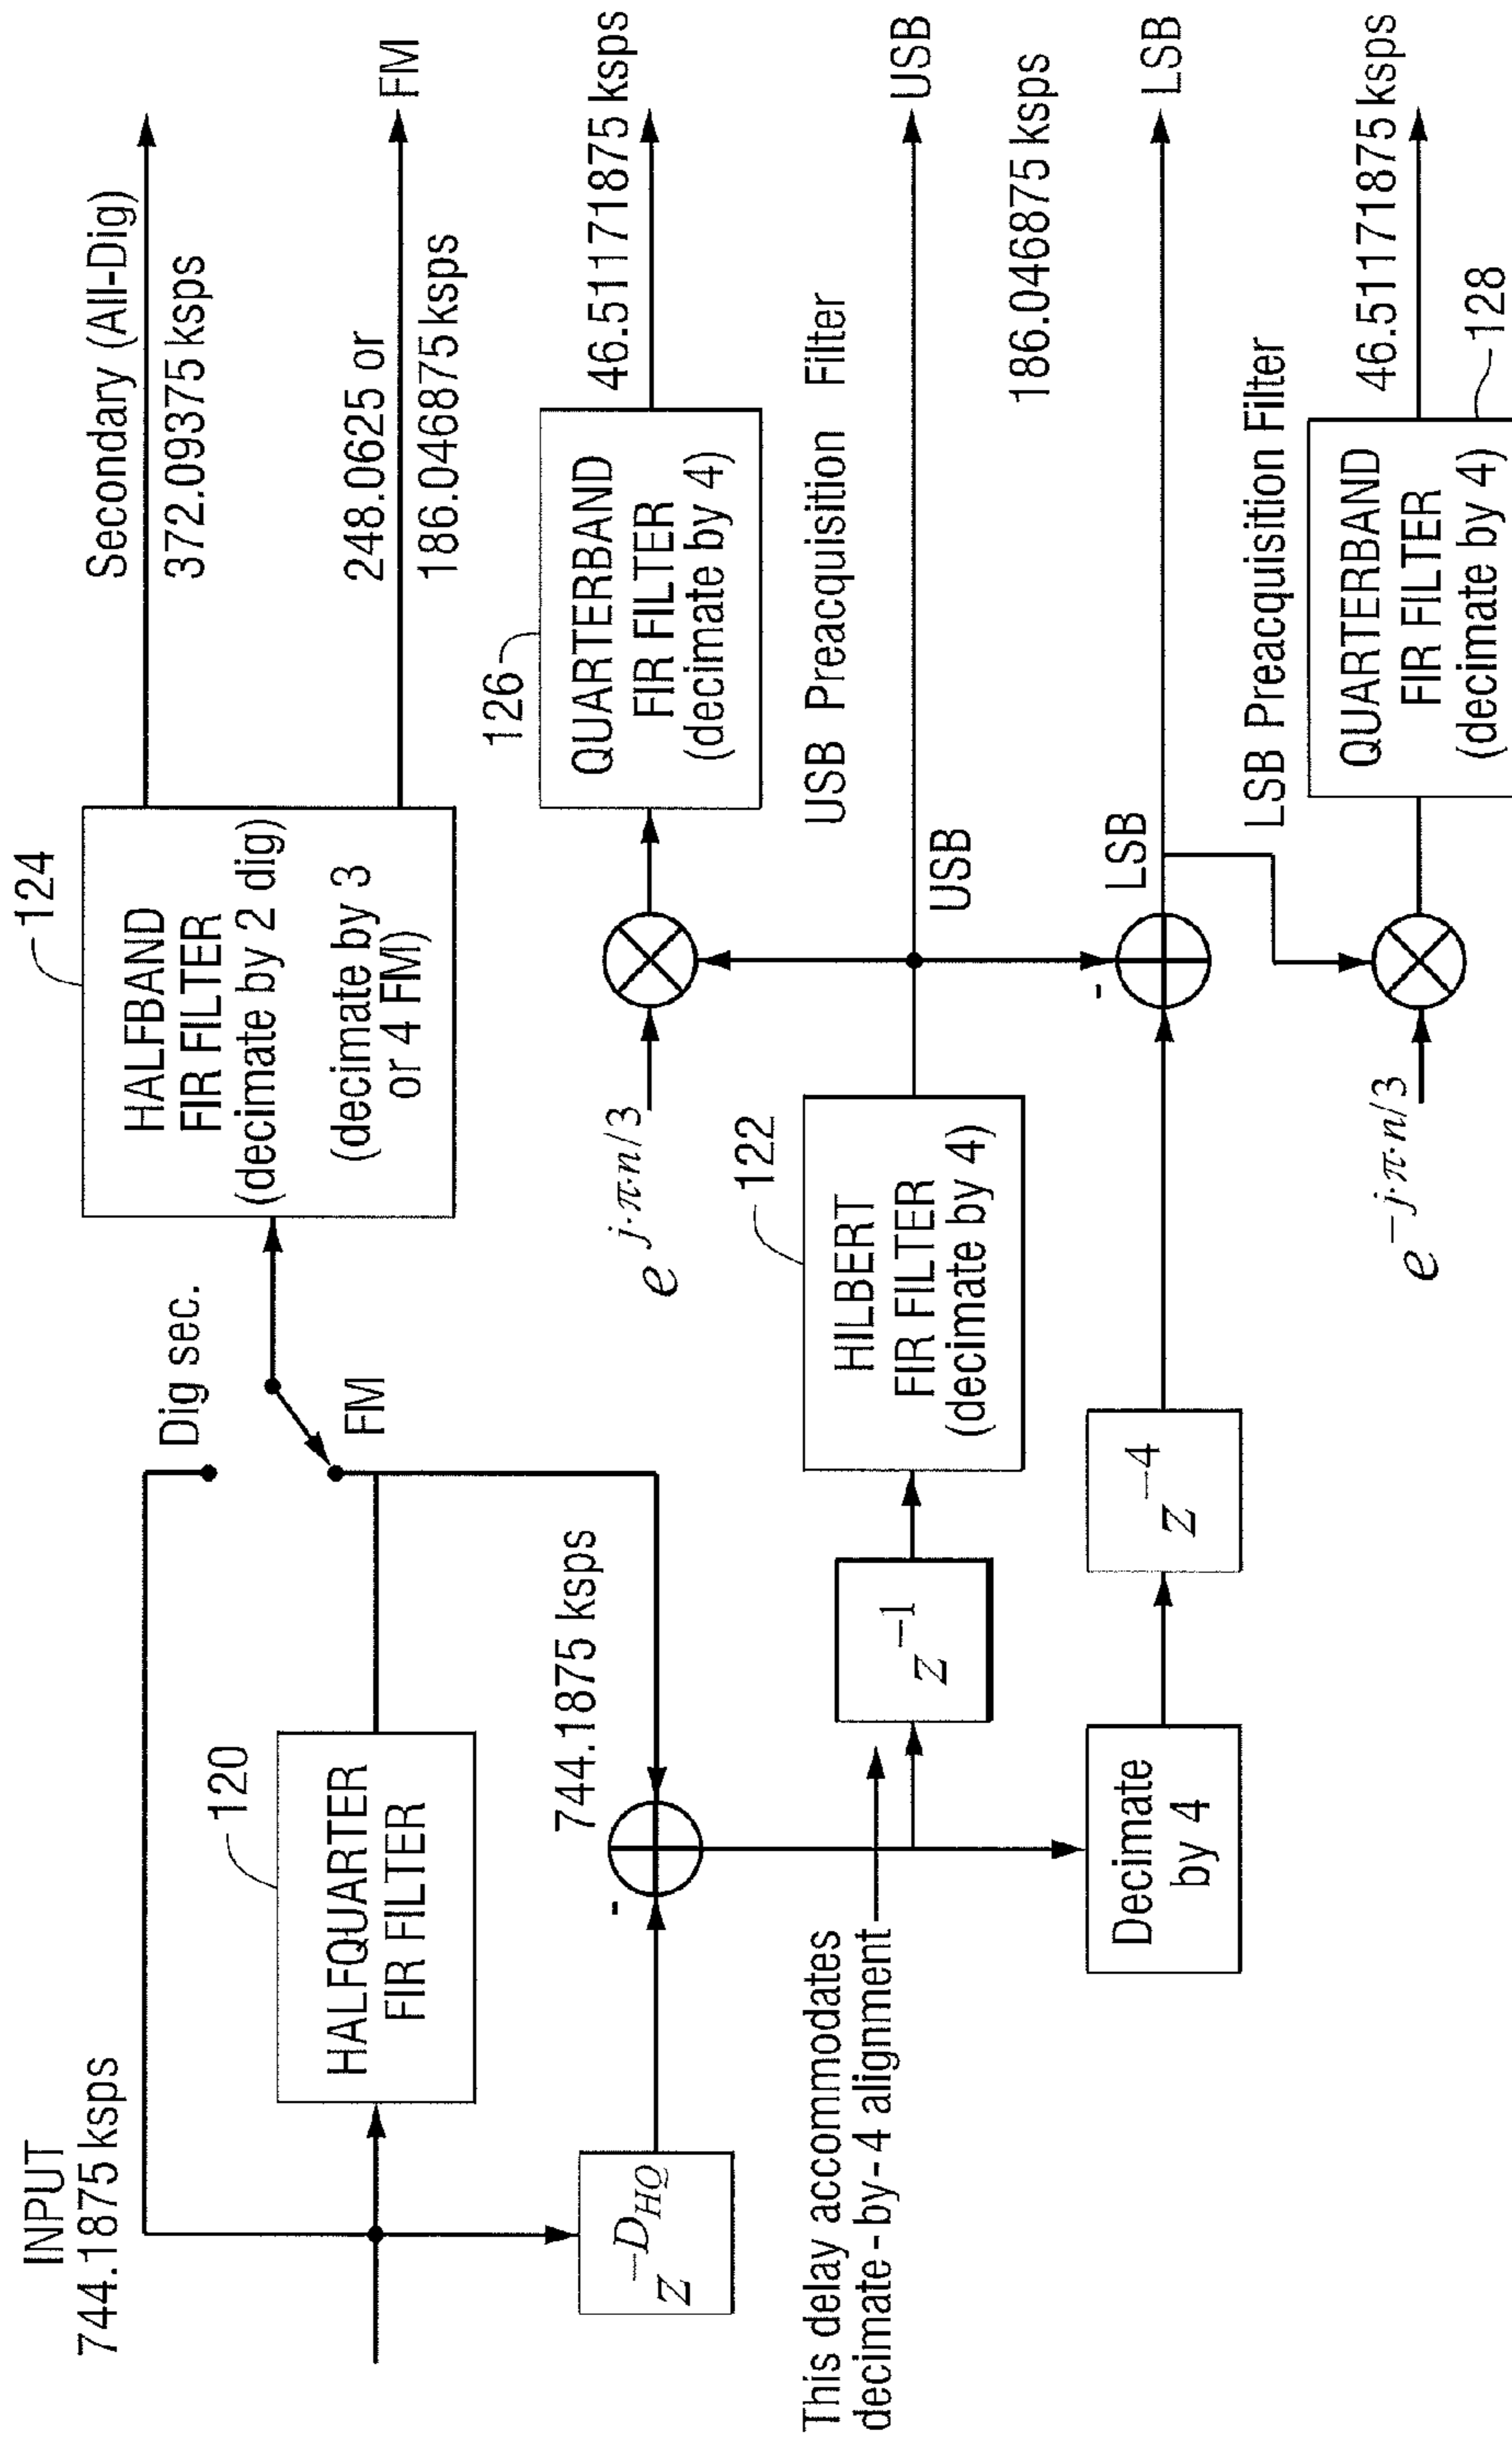 INPUT
744.1875 ksps
HALFQUARTER
FIR FILTER
120
z^{-D_{HQ}}
Dig sec.
FM
744.1875 ksps
-
124
HALFBAND
FIR FILTER
(decimate by 2 dig)
(decimate by 3
or 4 FM)
Secondary (All-Dig)
372.09375 ksps
248.0625 or
186.046875 ksps
FM
126
QUARTERBAND
FIR FILTER
(decimate by 4)
46.51171875 ksps
e^{j·π·n/3}
USB Preacquisition Filter
This delay accommodates
decimate-by-4 alignment
z^{-1}
122
HILBERT
FIR FILTER
(decimate by 4)
USB
USB
186.046875 ksps
Decimate
by 4
z^{-4}
-
LSB
LSB
LSB Preacquisition Filter
e^{-j·π·n/3}
QUARTERBAND
FIR FILTER
(decimate by 4)
46.51171875 ksps
128